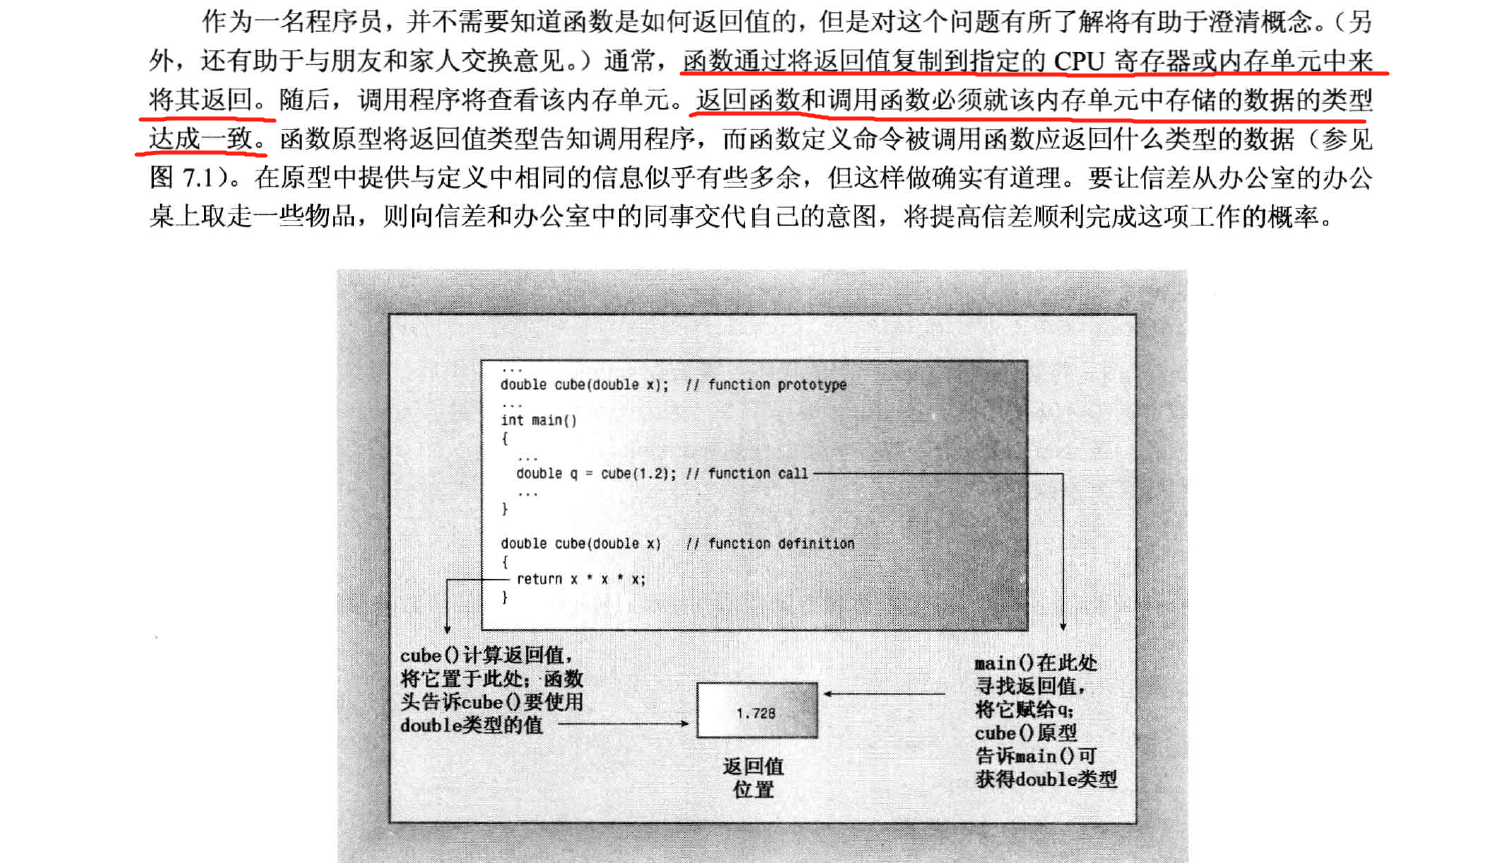 作为一名程序员，并不需要知道函数是如何返回值的，但是对这个问题有所了解将有助于澄清概念。（另
外，还有助于与朋友和家人交换意见。）通常，函数通过将返回值复制到指定的 CPU 寄存器或内存单元中来
将其返回。随后，调用程序将查看该内存单元。返回函数和调用函数必须就该内存单元中存储的数据的类型
达成一致。函数原型将返回值类型告知调用程序，而函数定义命令被调用函数应返回什么类型的数据（参见
图 7.1）。在原型中提供与定义中相同的信息似乎有些多余，但这样做确实有道理。要让信差从办公室的办公
桌上取走一些物品，则向信差和办公室中的同事交代自己的意图，将提高信差顺利完成这项工作的概率。
...
double cube(double x); // function prototype
...
int main()
{
...
double q = cube(1.2); // function call
...
}
double cube(double x) // function definition
{
return x * x * x;
}
cube()计算返回值，
将它置于此处；函数
头告诉cube()要使用
double类型的值
1.728
返回值
位置
main()在此处
寻找返回值，
将它赋给q；
cube()原型
告诉main()可
获得double类型